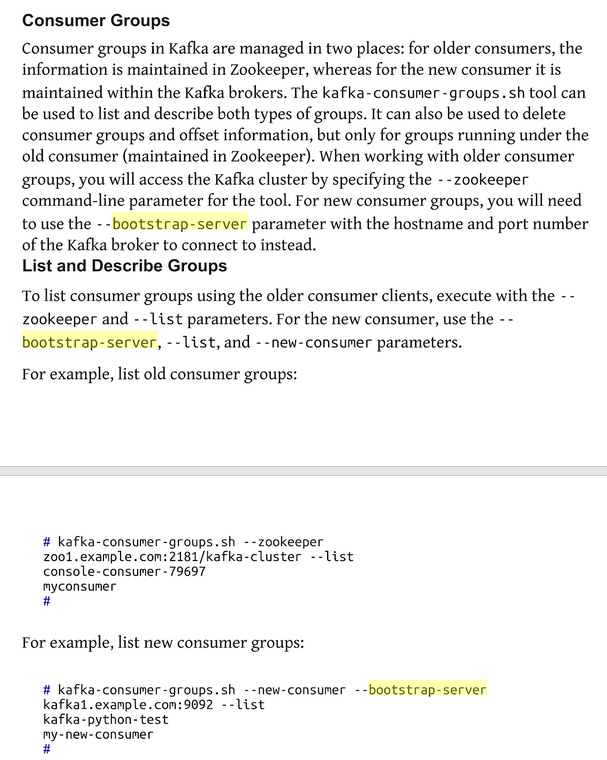 Consumer Groups
Consumer groups in Kafka are managed in two places: for older consumers, the
information is maintained in Zookeeper, whereas for the new consumer it is
maintained within the Kafka brokers. The kafka-consumer-groups.sh tool can
be used to list and describe both types of groups. It can also be used to delete
consumer groups and offset information, but only for groups running under the
old consumer (maintained in Zookeeper). When working with older consumer
groups, you will access the Kafka cluster by specifying the --zookeeper
command-line parameter for the tool. For new consumer groups, you will need
to use the --bootstrap-server parameter with the hostname and port number
of the Kafka broker to connect to instead.
List and Describe Groups
To list consumer groups using the older consumer clients, execute with the --
zookeeper and --list parameters. For the new consumer, use the --
bootstrap-server, --list, and --new-consumer parameters.
For example, list old consumer groups:
# kafka-consumer-groups.sh --zookeeper
zoo1.example.com:2181/kafka-cluster --list
console-consumer-79697
myconsumer
#
For example, list new consumer groups:
# kafka-consumer-groups.sh --new-consumer --bootstrap-server
kafka1.example.com:9092 --list
kafka-python-test
my-new-consumer
#